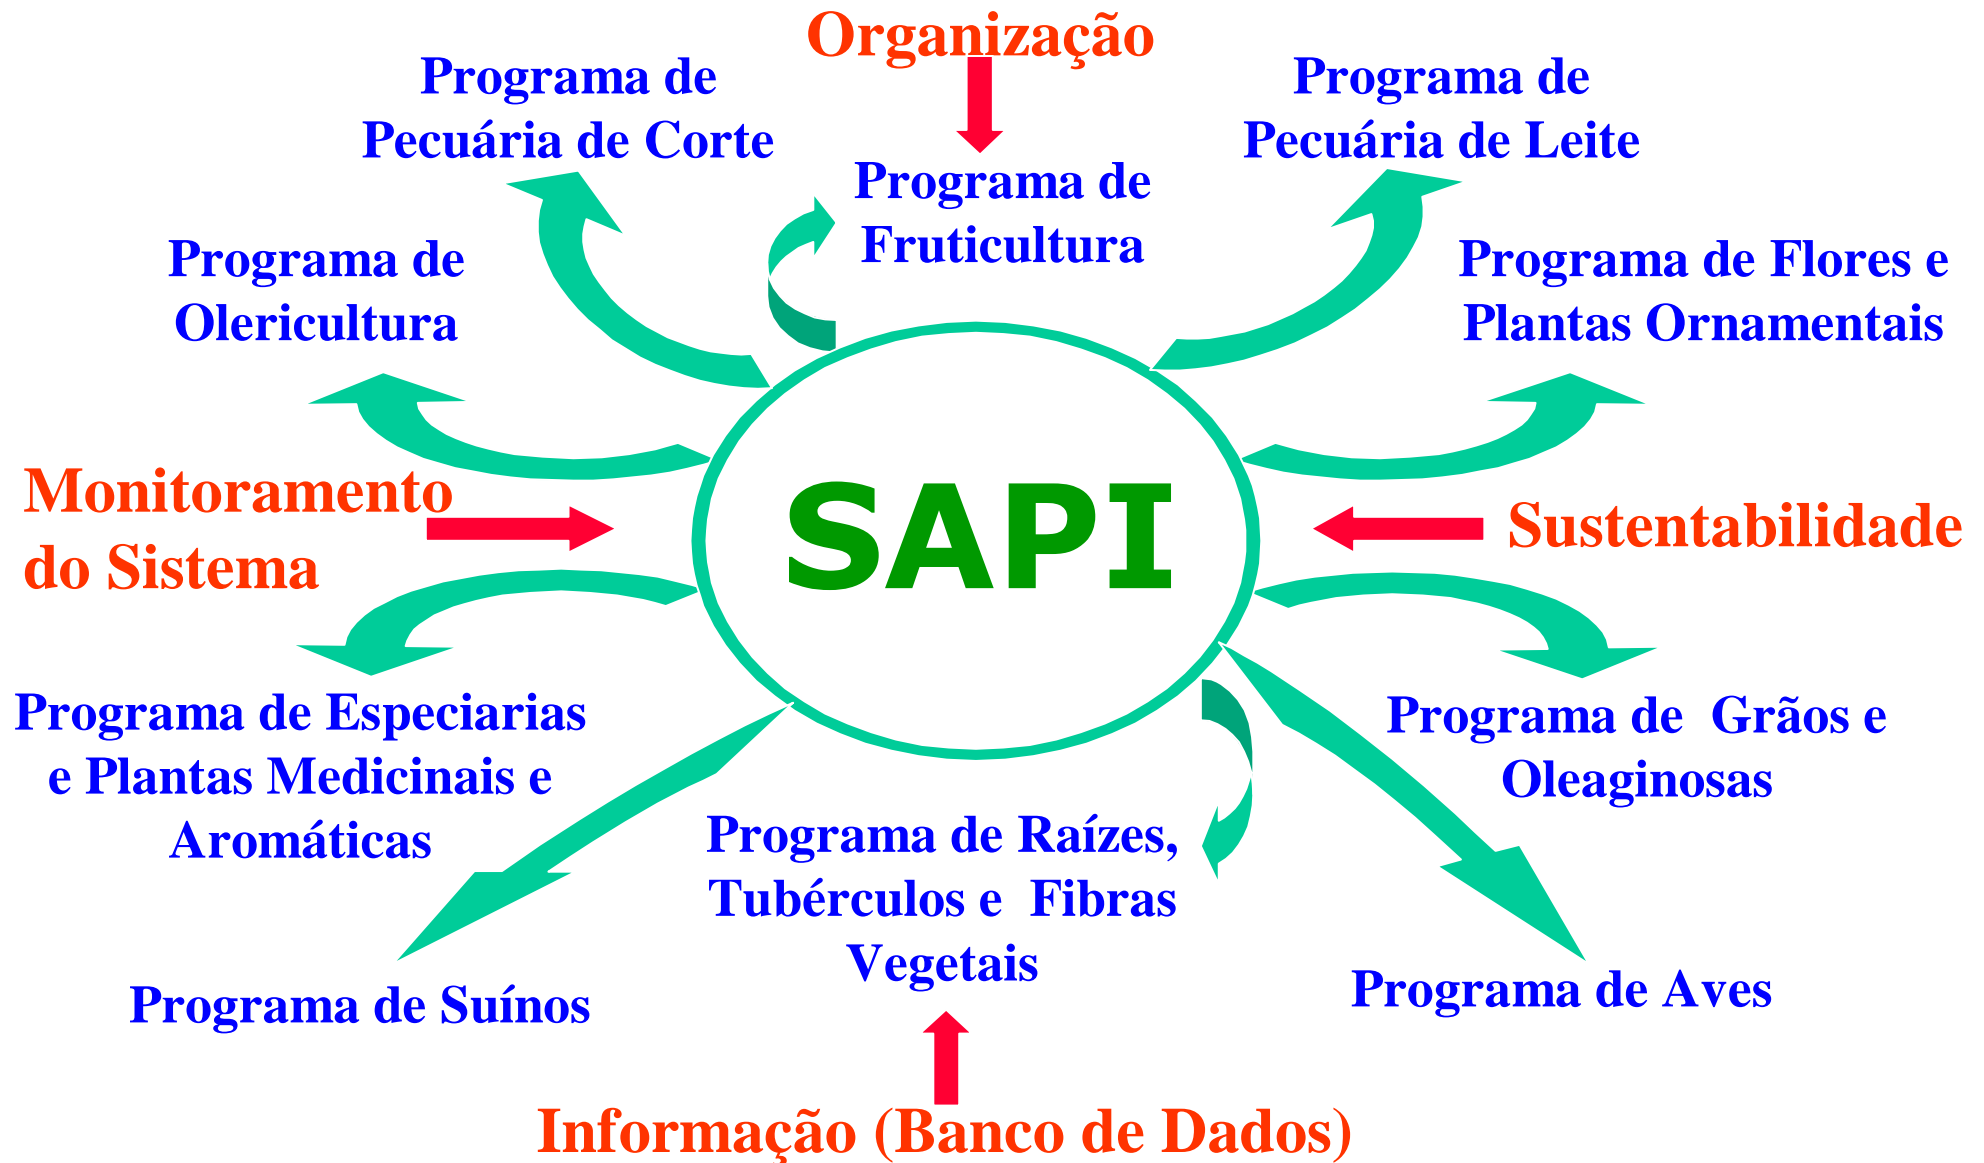 Organização
Programa de
Pecuária de Corte
Programa de
Pecuária de Leite
Programa de
Fruticultura
Programa de
Olericultura
Programa de Flores e
Plantas Ornamentais
Monitoramento
do Sistema
SAPI
Sustentabilidade
Programa de Especiarias
e Plantas Medicinais e
Aromáticas
Programa de Grãos e
Oleaginosas
Programa de Raízes,
Tubérculos e Fibras
Vegetais
Programa de Suínos
Programa de Aves
Informação (Banco de Dados)